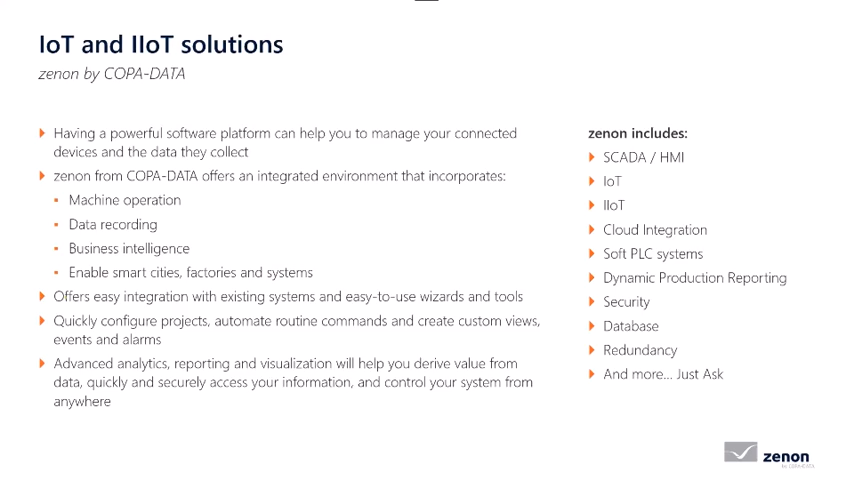 IoT and IIoT solutions
zenon by COPA-DATA
Having a powerful software platform can help you to manage your connected
devices and the data they collect
zenon from COPA-DATA offers an integrated environment that incorporates:
Machine operation
Data recording
Business intelligence
Enable smart cities, factories and systems
Offers easy integration with existing systems and easy-to-use wizards and tools
Quickly configure projects, automate routine commands and create custom views,
events and alarms
Advanced analytics, reporting and visualization will help you derive value from
data, quickly and securely access your information, and control your system from
anywhere
zenon includes:
SCADA / HMI
IoT
IIoT
Cloud Integration
Soft PLC systems
Dynamic Production Reporting
Security
Database
Redundancy
And more... Just Ask
zenon
by COPA-DATA